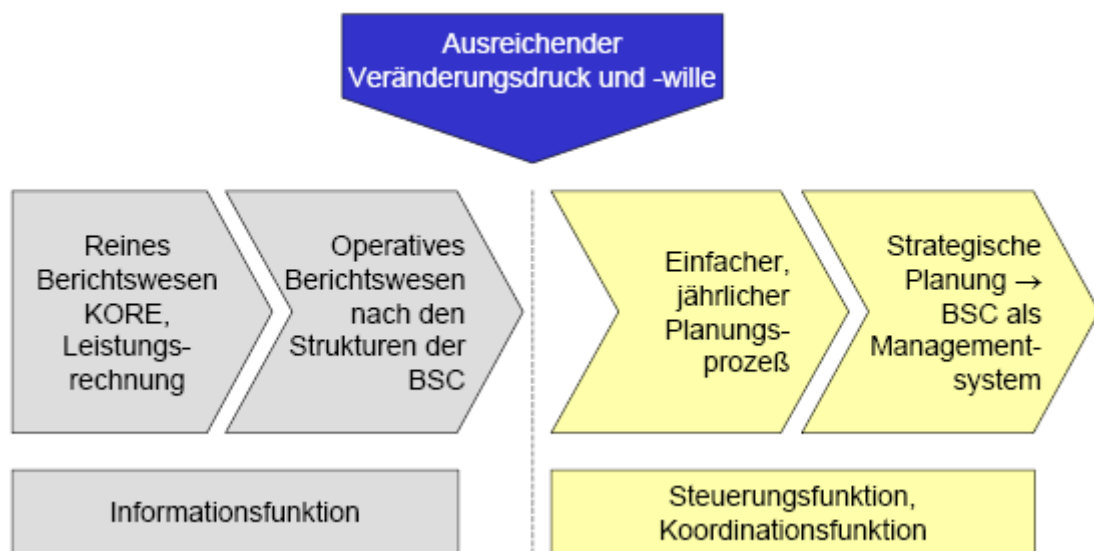 Ausreichender
Veränderungsdruck und -wille
Reines
Berichtswesen
KORE,
Leistungs-
rechnung
Operatives
Berichtswesen
nach den
Strukturen der
BSC
Einfacher,
jährlicher
Planungs-
prozeß
Strategische
Planung →
BSC als
Management-
system
Informationsfunktion
Steuerungsfunktion,
Koordinationsfunktion